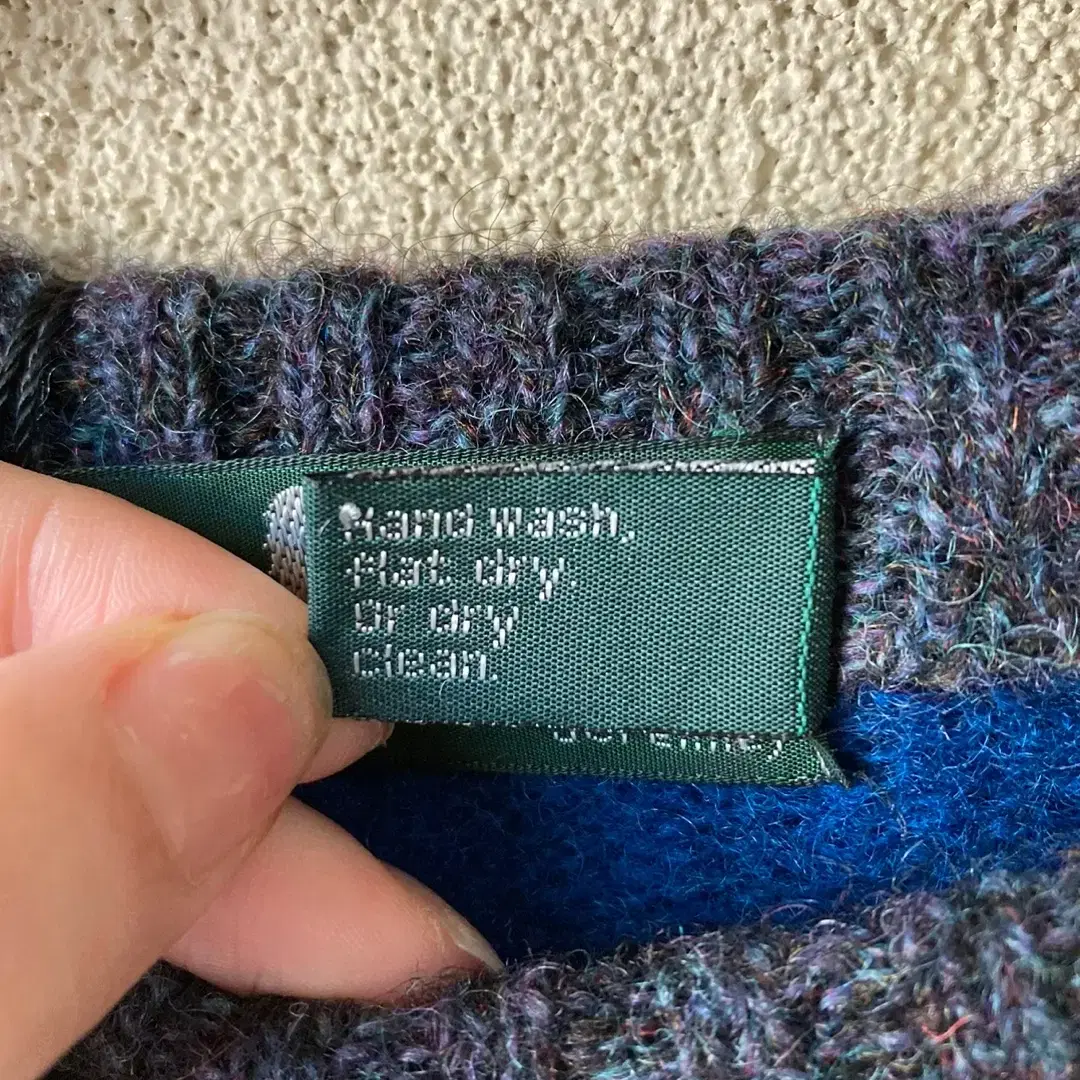 Hand wash,
flat dry.
Or dry
clean.